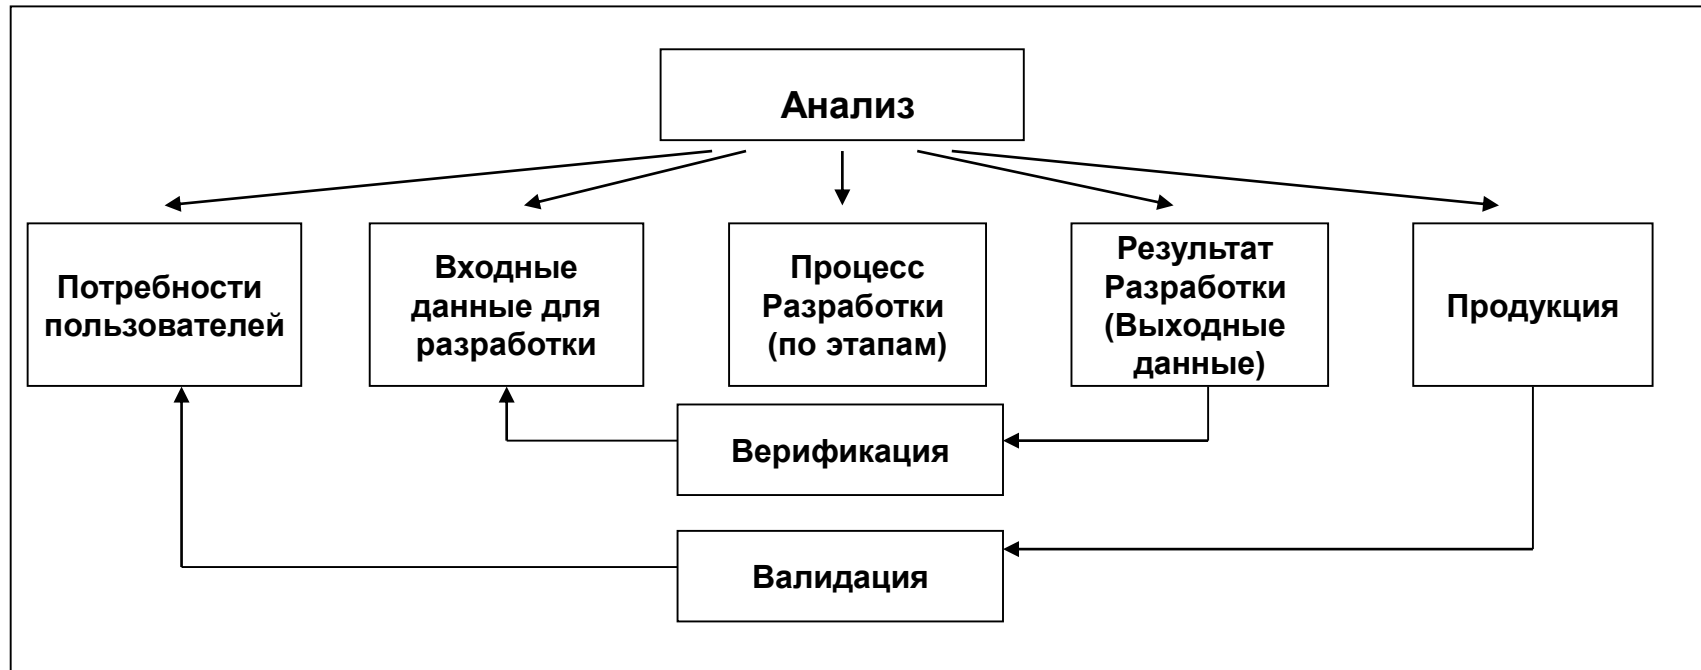 Анализ
Потребности
пользователей
Входные
данные для
разработки
Процесс
Разработки
(по этапам)
Результат
Разработки
(Выходные
данные)
Продукция
Верификация
Валидация